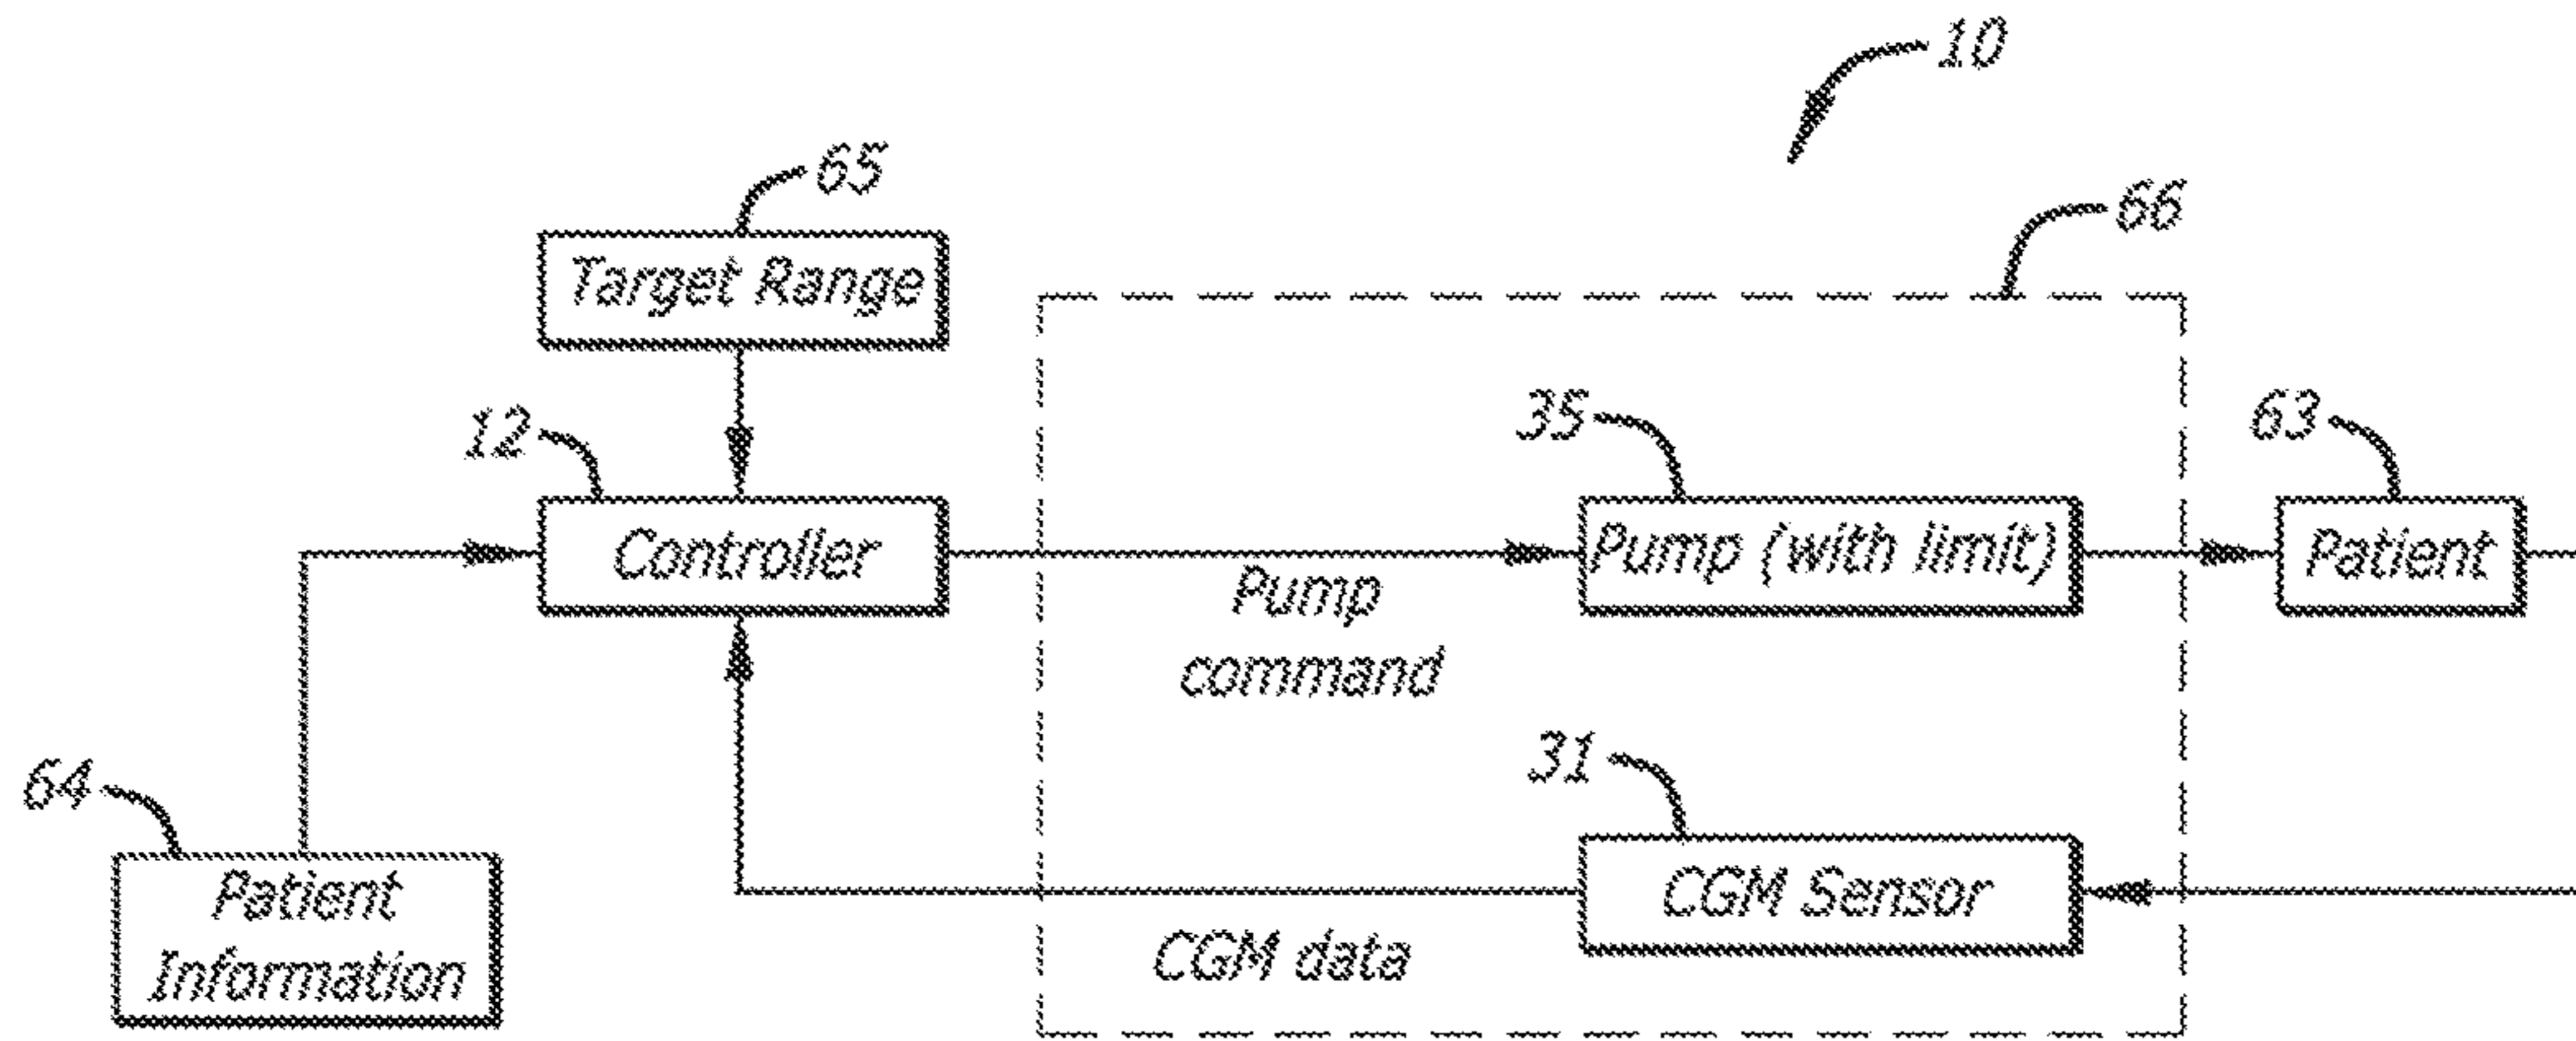 10
65
66
Target Range
12
35
63
Controller
Pump (with limit)
Patient
Pump
command
64
31
Patient
Information
CGM Sensor
CGM data